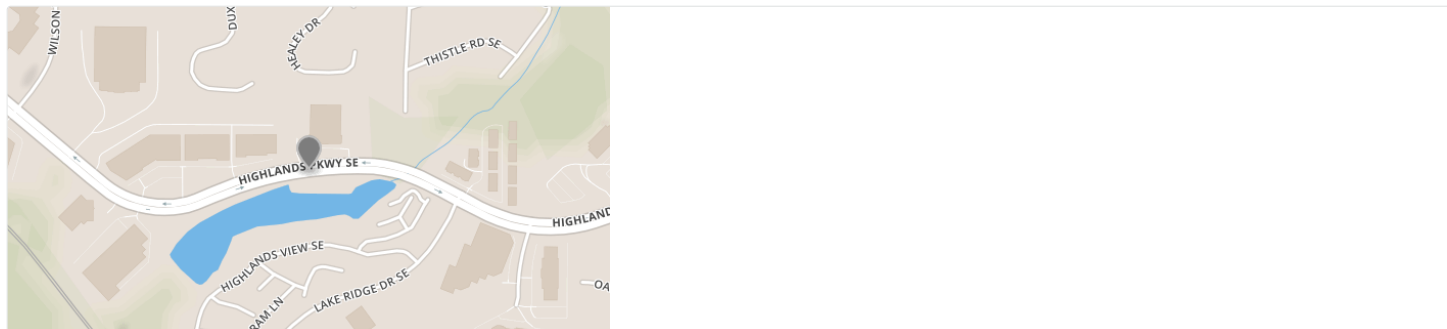 WILSON
DUX
HEALEY DR
THISTLE RD SE
HIGHLANDS PKWY SE
HIGHLAND
HIGHLANDS VIEW SE
LAKE RIDGE DR SE
RAM LN
OA